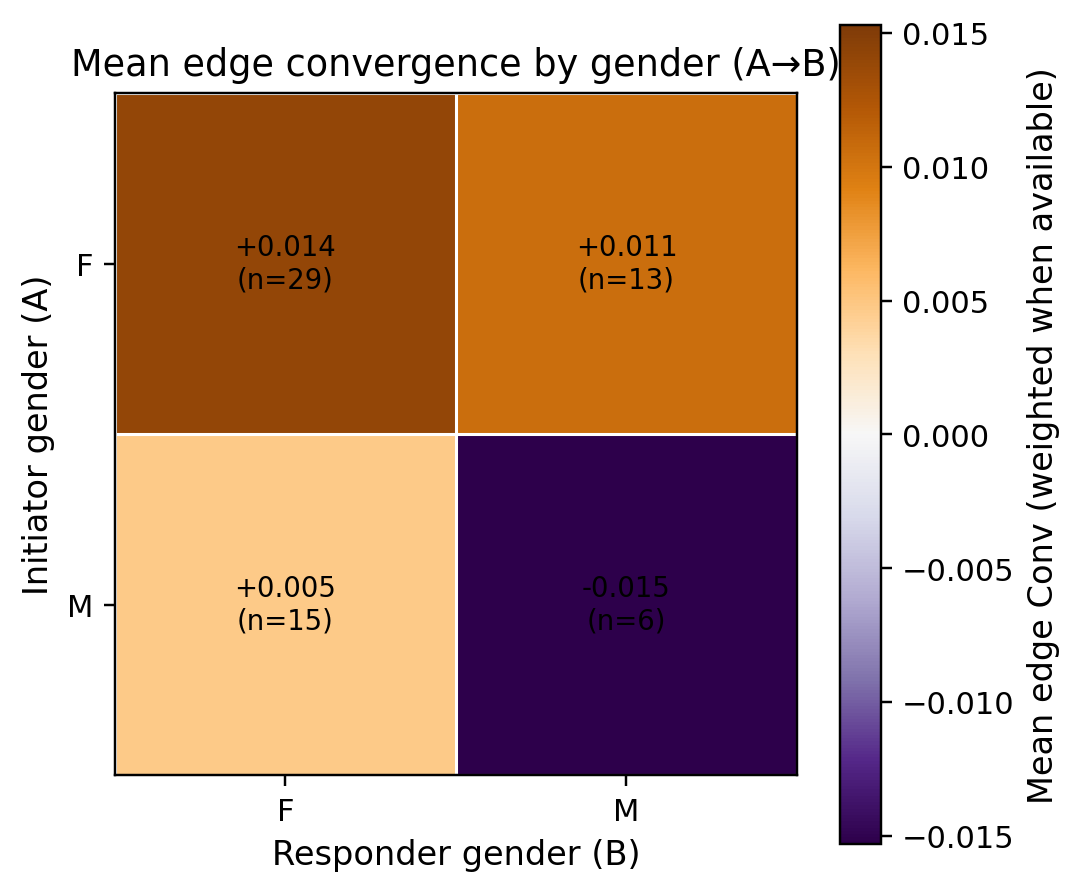 Mean edge convergence by gender (A→B)
Initiator gender (A)
F
M
+0.014
(n=29)
+0.011
(n=13)
+0.005
(n=15)
-0.015
(n=6)
F
M
Responder gender (B)
0.015
0.010
0.005
0.000
−0.005
−0.010
−0.015
Mean edge Conv (weighted when available)